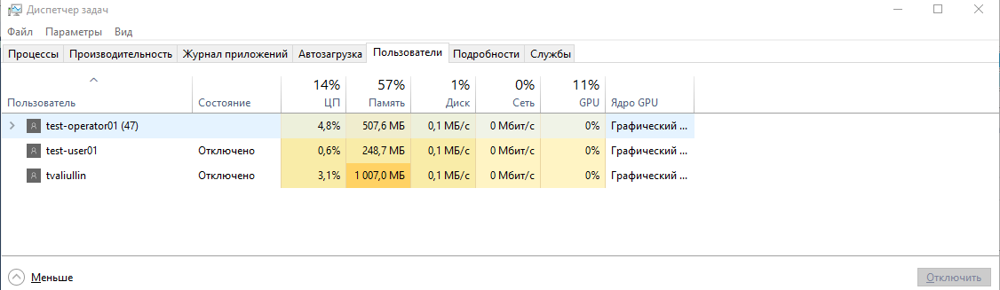 Диспетчер задач
Файл Параметры Вид
Процессы Производительность Журнал приложений Автозагрузка Пользователи Подробности Службы
14% 57% 1% 0% 11%
Пользователь Состояние ЦП Память Диск Сеть GPU Ядро GPU
test-operator01 (47) 4,8% 507,6 МБ 0,1 МБ/с 0 Мбит/с 0% Графический ...
test-user01 Отключено 0,6% 248,7 МБ 0,1 МБ/с 0 Мбит/с 0% Графический ...
tvaliullin Отключено 3,1% 1 007,0 МБ 0,1 МБ/с 0 Мбит/с 0% Графический ...
Меньше Отключить